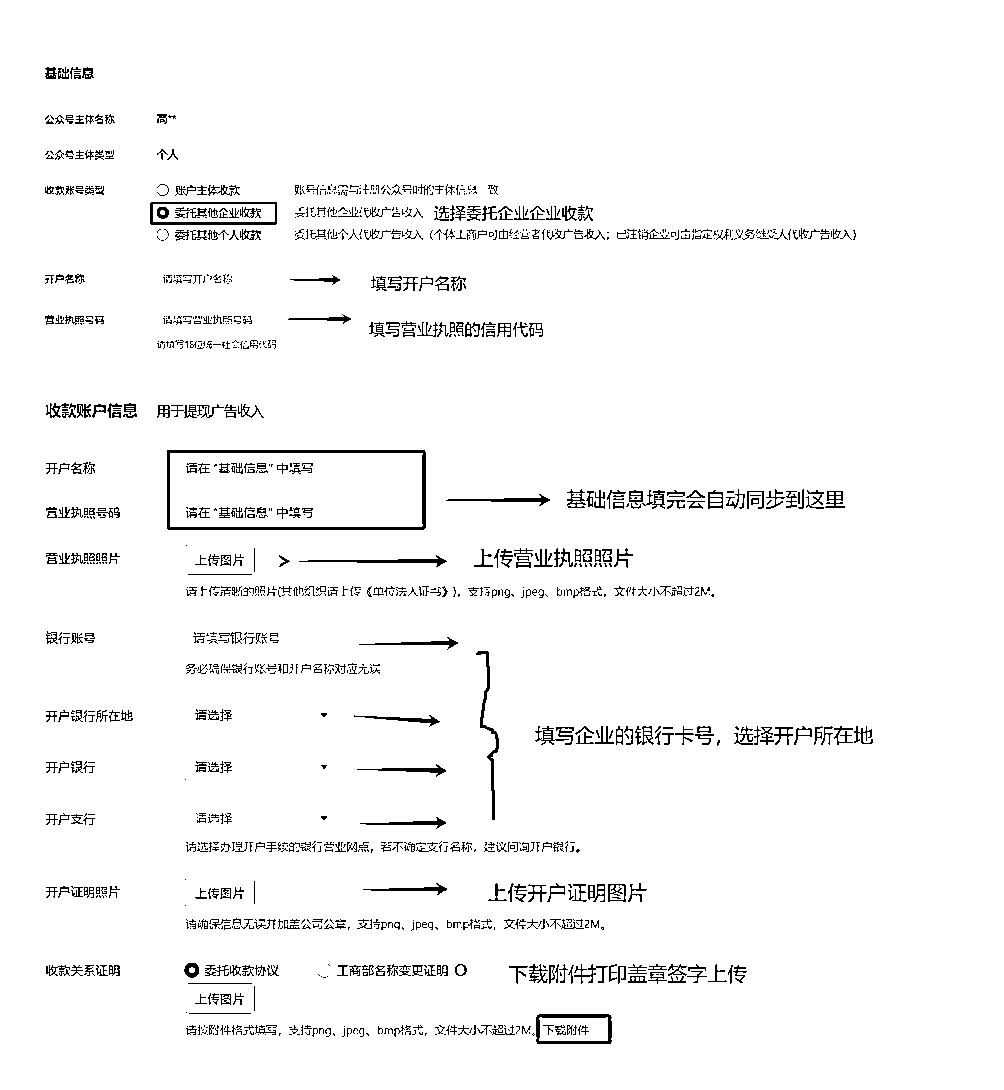 基础信息
公众号主体名称 高**
公众号主体类型 个人
收款账号类型 账户主体收款 账号信息需与注册公众号时的主体信息一致
委托其他企业收款 委托其他企业代收广告收入 选择委托企业企业收款
委托其他个人收款 委托其他个人代收广告收入（个体工商户可由经营者代收广告收入；已注销企业可由指定权利义务继受人代收广告收入）
开户名称 请填写开户名称 填写开户名称
营业执照号码 请填写营业执照号码 填写营业执照的信用代码
请填写18位统一社会信用代码
收款账户信息 用于提现广告收入
开户名称 请在“基础信息”中填写
基础信息填完会自动同步到这里
营业执照号码 请在“基础信息”中填写
营业执照照片 上传图片 上传营业执照照片
请上传清晰的照片(其他组织请上传《单位法人证书》)，支持png、jpeg、bmp格式，文件大小不超过2M。
银行账号 请填写银行账号
务必确保银行账号和开户名称对应无误
开户银行所在地 请选择
填写企业的银行卡号，选择开户所在地
开户银行 请选择
开户支行 请选择
请选择办理开户手续的银行营业网点，若不确定支行名称，建议问询开户银行。
开户证明照片 上传图片 上传开户证明图片
请确保信息无误并加盖公司公章，支持png、jpeg、bmp格式，文件大小不超过2M。
收款关系证明 委托收款协议 工商部名称变更证明 下载附件打印盖章签字上传
上传图片
请按附件格式填写，支持png、jpeg、bmp格式，文件大小不超过2M。下载附件